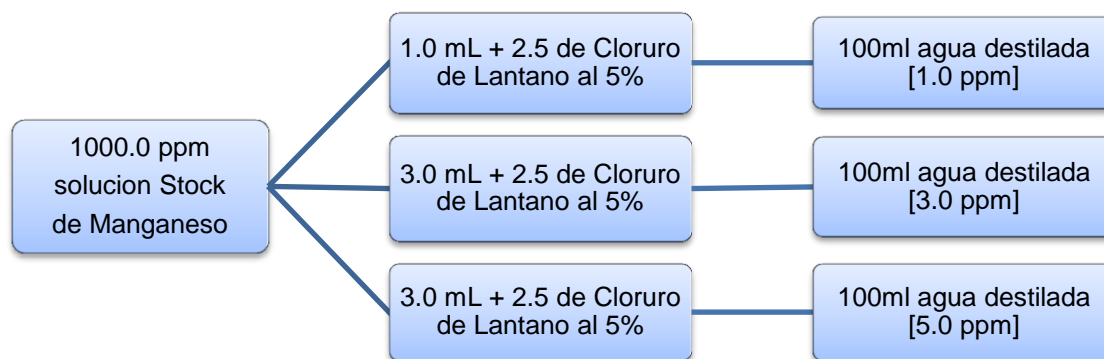 1000.0 ppm
solucion Stock
de Manganeso
1.0 mL + 2.5 de Cloruro
de Lantano al 5%
100ml agua destilada
[1.0 ppm]
3.0 mL + 2.5 de Cloruro
de Lantano al 5%
100ml agua destilada
[3.0 ppm]
3.0 mL + 2.5 de Cloruro
de Lantano al 5%
100ml agua destilada
[5.0 ppm]